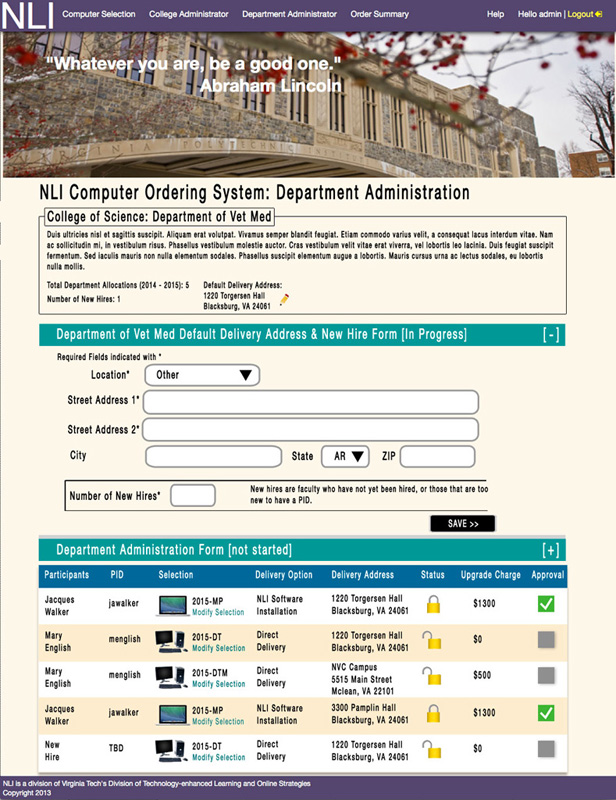 NLI Computer Selection College Administrator Department Administrator Order Summary Help Hello admin | Logout
"Whatever you are, be a good one."
Abraham Lincoln
VIRGINIA POLYTECHNIC
NLI Computer Ordering System: Department Administration
College of Science: Department of Vet Med
Duis ultricies nisl et sagittis suscipit. Aliquam erat volutpat. Vivamus semper blandit feugiat. Etiam commodo varius velit, a consequat lacus interdum vitae. Nam
ac sollicitudin mi, in vestibulum risus. Phasellus vestibulum molestie auctor. Cras vestibulum velit vitae erat viverra, vel lobortis leo lacinia. Duis feugiat suscipit
fermentum. Sed iaculis mauris non nulla elementum sodales. Phasellus suscipit elementum augue a lobortis. Mauris cursus urna ac lectus sodales, eu lobortis
nulla mollis.
Total Department Allocations (2014 - 2015): 5
Number of New Hires: 1
Default Delivery Address:
1220 Torgersen Hall
Blacksburg, VA 24061
Department of Vet Med Default Delivery Address & New Hire Form [In Progress] [-]
Required Fields indicated with *
Location* Other
Street Address 1*
Street Address 2*
City State AR ZIP
Number of New Hires*
New hires are faculty who have not yet been hired, or those that are too
new to have a PID.
SAVE >>
Department Administration Form [not started] [+]
Participants PID Selection Delivery Option Delivery Address Status Upgrade Charge Approval
Jacques
Walker
jawalker
2015-MP
Modify Selection
NLI Software
Installation
1220 Torgersen Hall
Blacksburg, VA 24061
$1300
Mary
English
menglish
2015-DT
Modify Selection
Direct
Delivery
1220 Torgersen Hall
Blacksburg, VA 24061
$0
Mary
English
menglish
2015-DTM
Modify Selection
Direct
Delivery
NVC Campus
5515 Main Street
Mclean, VA 22101
$500
Jacques
Walker
jawalker
2015-MP
Modify Selection
NLI Software
Installation
3300 Pamplin Hall
Blacksburg, VA 24061
$1300
New
Hire
TBD
2015-DT
Modify Selection
Direct
Delivery
1220 Torgersen Hall
Blacksburg, VA 24061
$0
NLI is a division of Virginia Tech's Division of Technology-enhanced Learning and Online Strategies
Copyright 2013